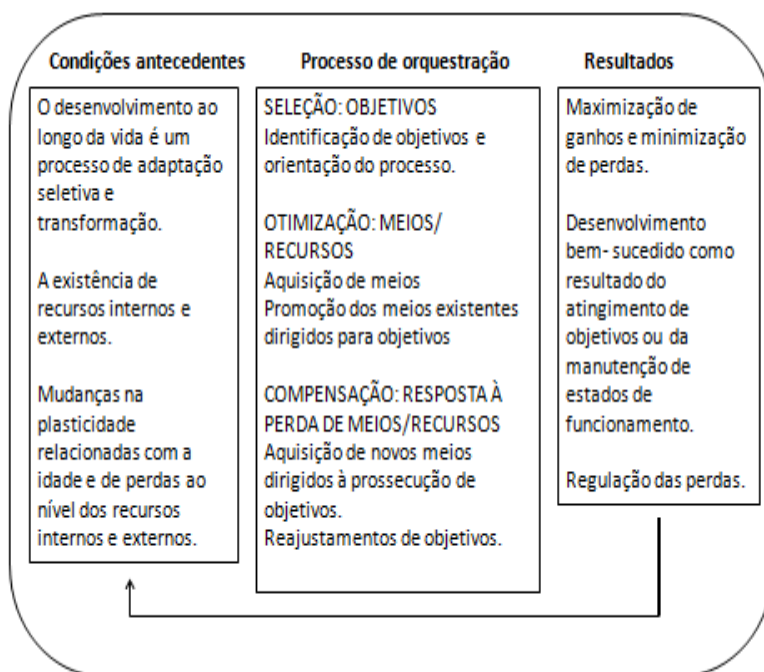 Condições antecedentes
O desenvolvimento ao
longo da vida é um
processo de adaptação
seletiva e
transformação.
A existência de
recursos internos e
externos.
Mudanças na
plasticidade
relacionadas com a
idade e de perdas ao
nível dos recursos
internos e externos.
Processo de orquestração
SELEÇÃO: OBJETIVOS
Identificação de objetivos e
orientação do processo.
OTIMIZAÇÃO: MEIOS/
RECURSOS
Aquisição de meios
Promoção dos meios existentes
dirigidos para objetivos
COMPENSAÇÃO: RESPOSTA À
PERDA DE MEIOS/RECURSOS
Aquisição de novos meios
dirigidos à prossecução de
objetivos.
Reajustamentos de objetivos.
Resultados
Maximização de
ganhos e minimização
de perdas.
Desenvolvimento
bem- sucedido como
resultado do
atingimento de
objetivos ou da
manutenção de
estados de
funcionamento.
Regulação das perdas.